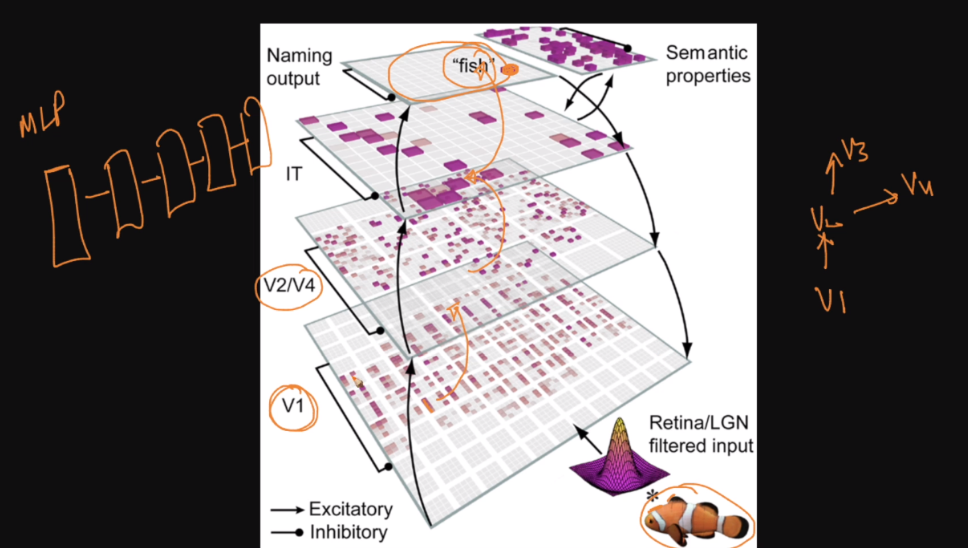 Naming
output
"fish"
Semantic
properties
MLP
IT
V2/V4
V1
V3
V4
V2
V1
Retina/LGN
filtered input
*
Excitatory
Inhibitory